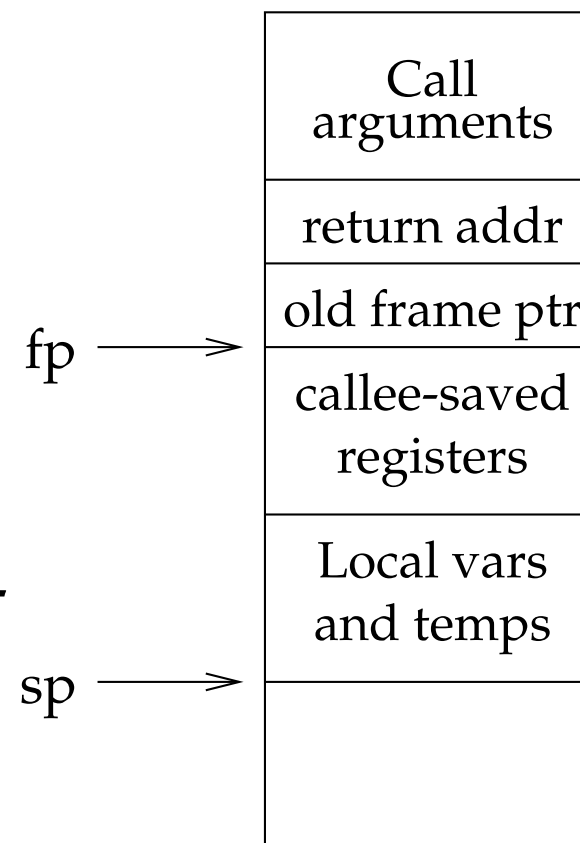 Call
arguments
return addr
old frame ptr
fp
callee-saved
registers
Local vars
and temps
sp